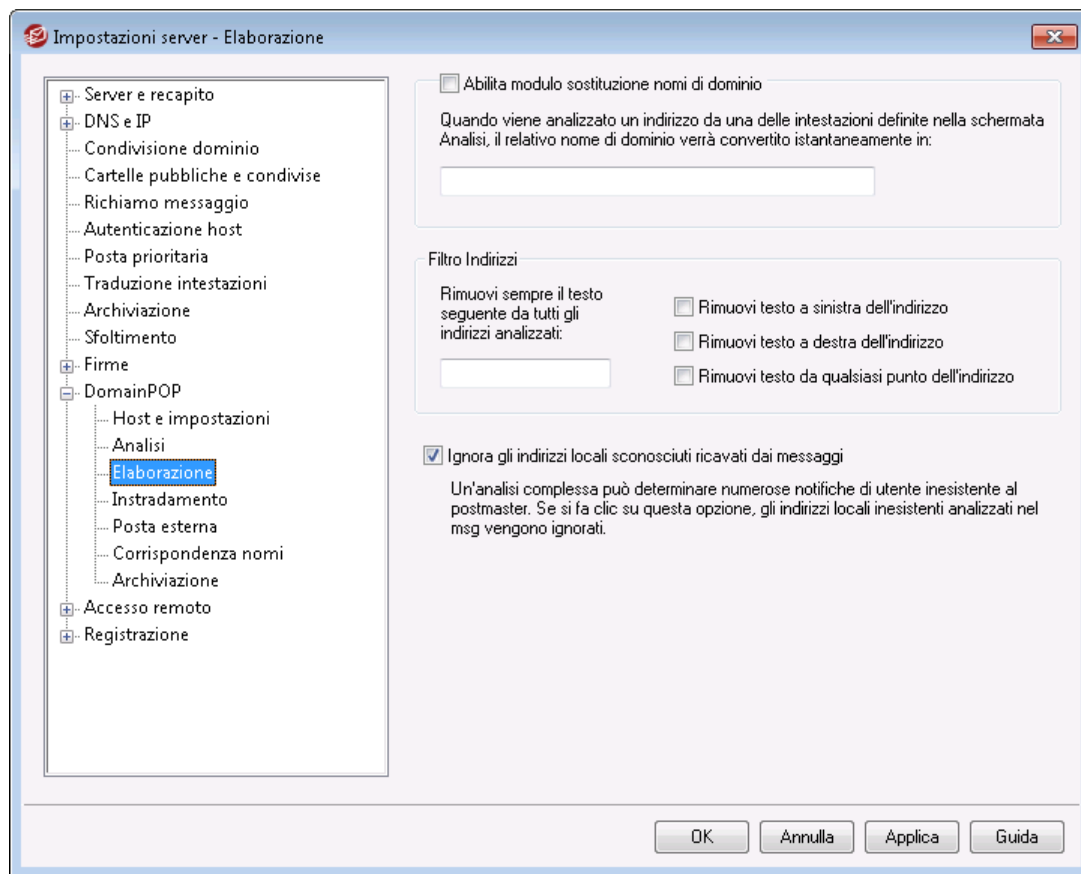 Impostazioni server - Elaborazione
Server e recapito
DNS e IP
Condivisione dominio
Cartelle pubbliche e condivise
Richiamo messaggio
Autenticazione host
Posta prioritaria
Traduzione intestazioni
Archiviazione
Sfoltimento
Firme
DomainPOP
Host e impostazioni
Analisi
Elaborazione
Instradamento
Posta esterna
Corrispondenza nomi
Archiviazione
Accesso remoto
Registrazione
Abilita modulo sostituzione nomi di dominio
Quando viene analizzato un indirizzo da una delle intestazioni definite nella schermata
Analisi, il relativo nome di dominio verrà convertito istantaneamente in:
Filtro Indirizzi
Rimuovi sempre il testo
seguente da tutti gli
indirizzi analizzati:
Rimuovi testo a sinistra dell'indirizzo
Rimuovi testo a destra dell'indirizzo
Rimuovi testo da qualsiasi punto dell'indirizzo
Ignora gli indirizzi locali sconosciuti ricavati dai messaggi
Un'analisi complessa può determinare numerose notifiche di utente inesistente al
postmaster. Se si fa clic su questa opzione, gli indirizzi locali inesistenti analizzati nel
msg vengono ignorati.
OK
Annulla
Applica
Guida